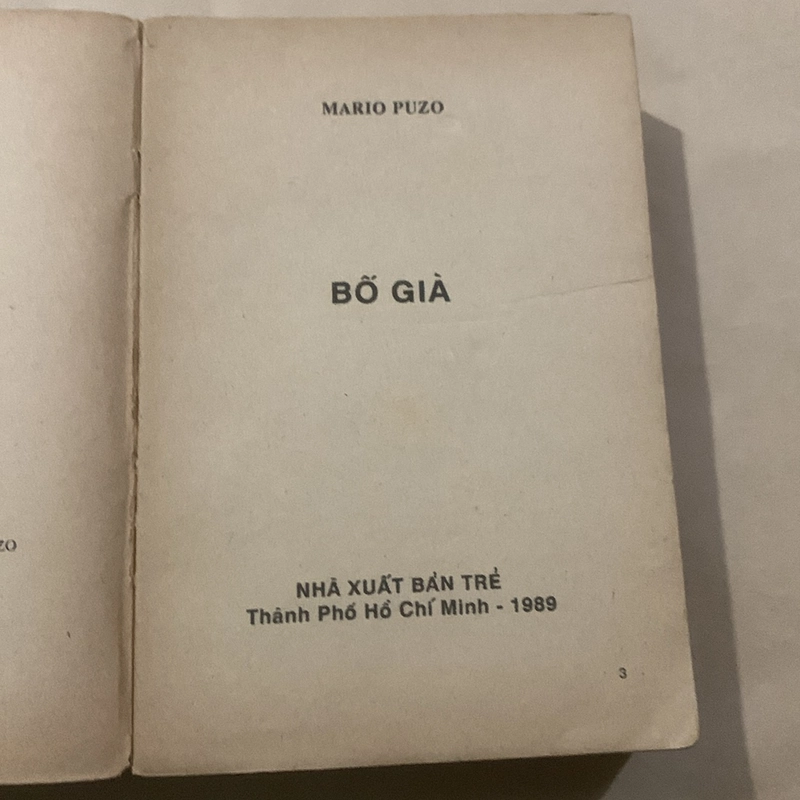 MARIO PUZO
BỐ GIÀ
NHÀ XUẤT BẢN TRẺ
Thành Phố Hồ Chí Minh - 1989
3